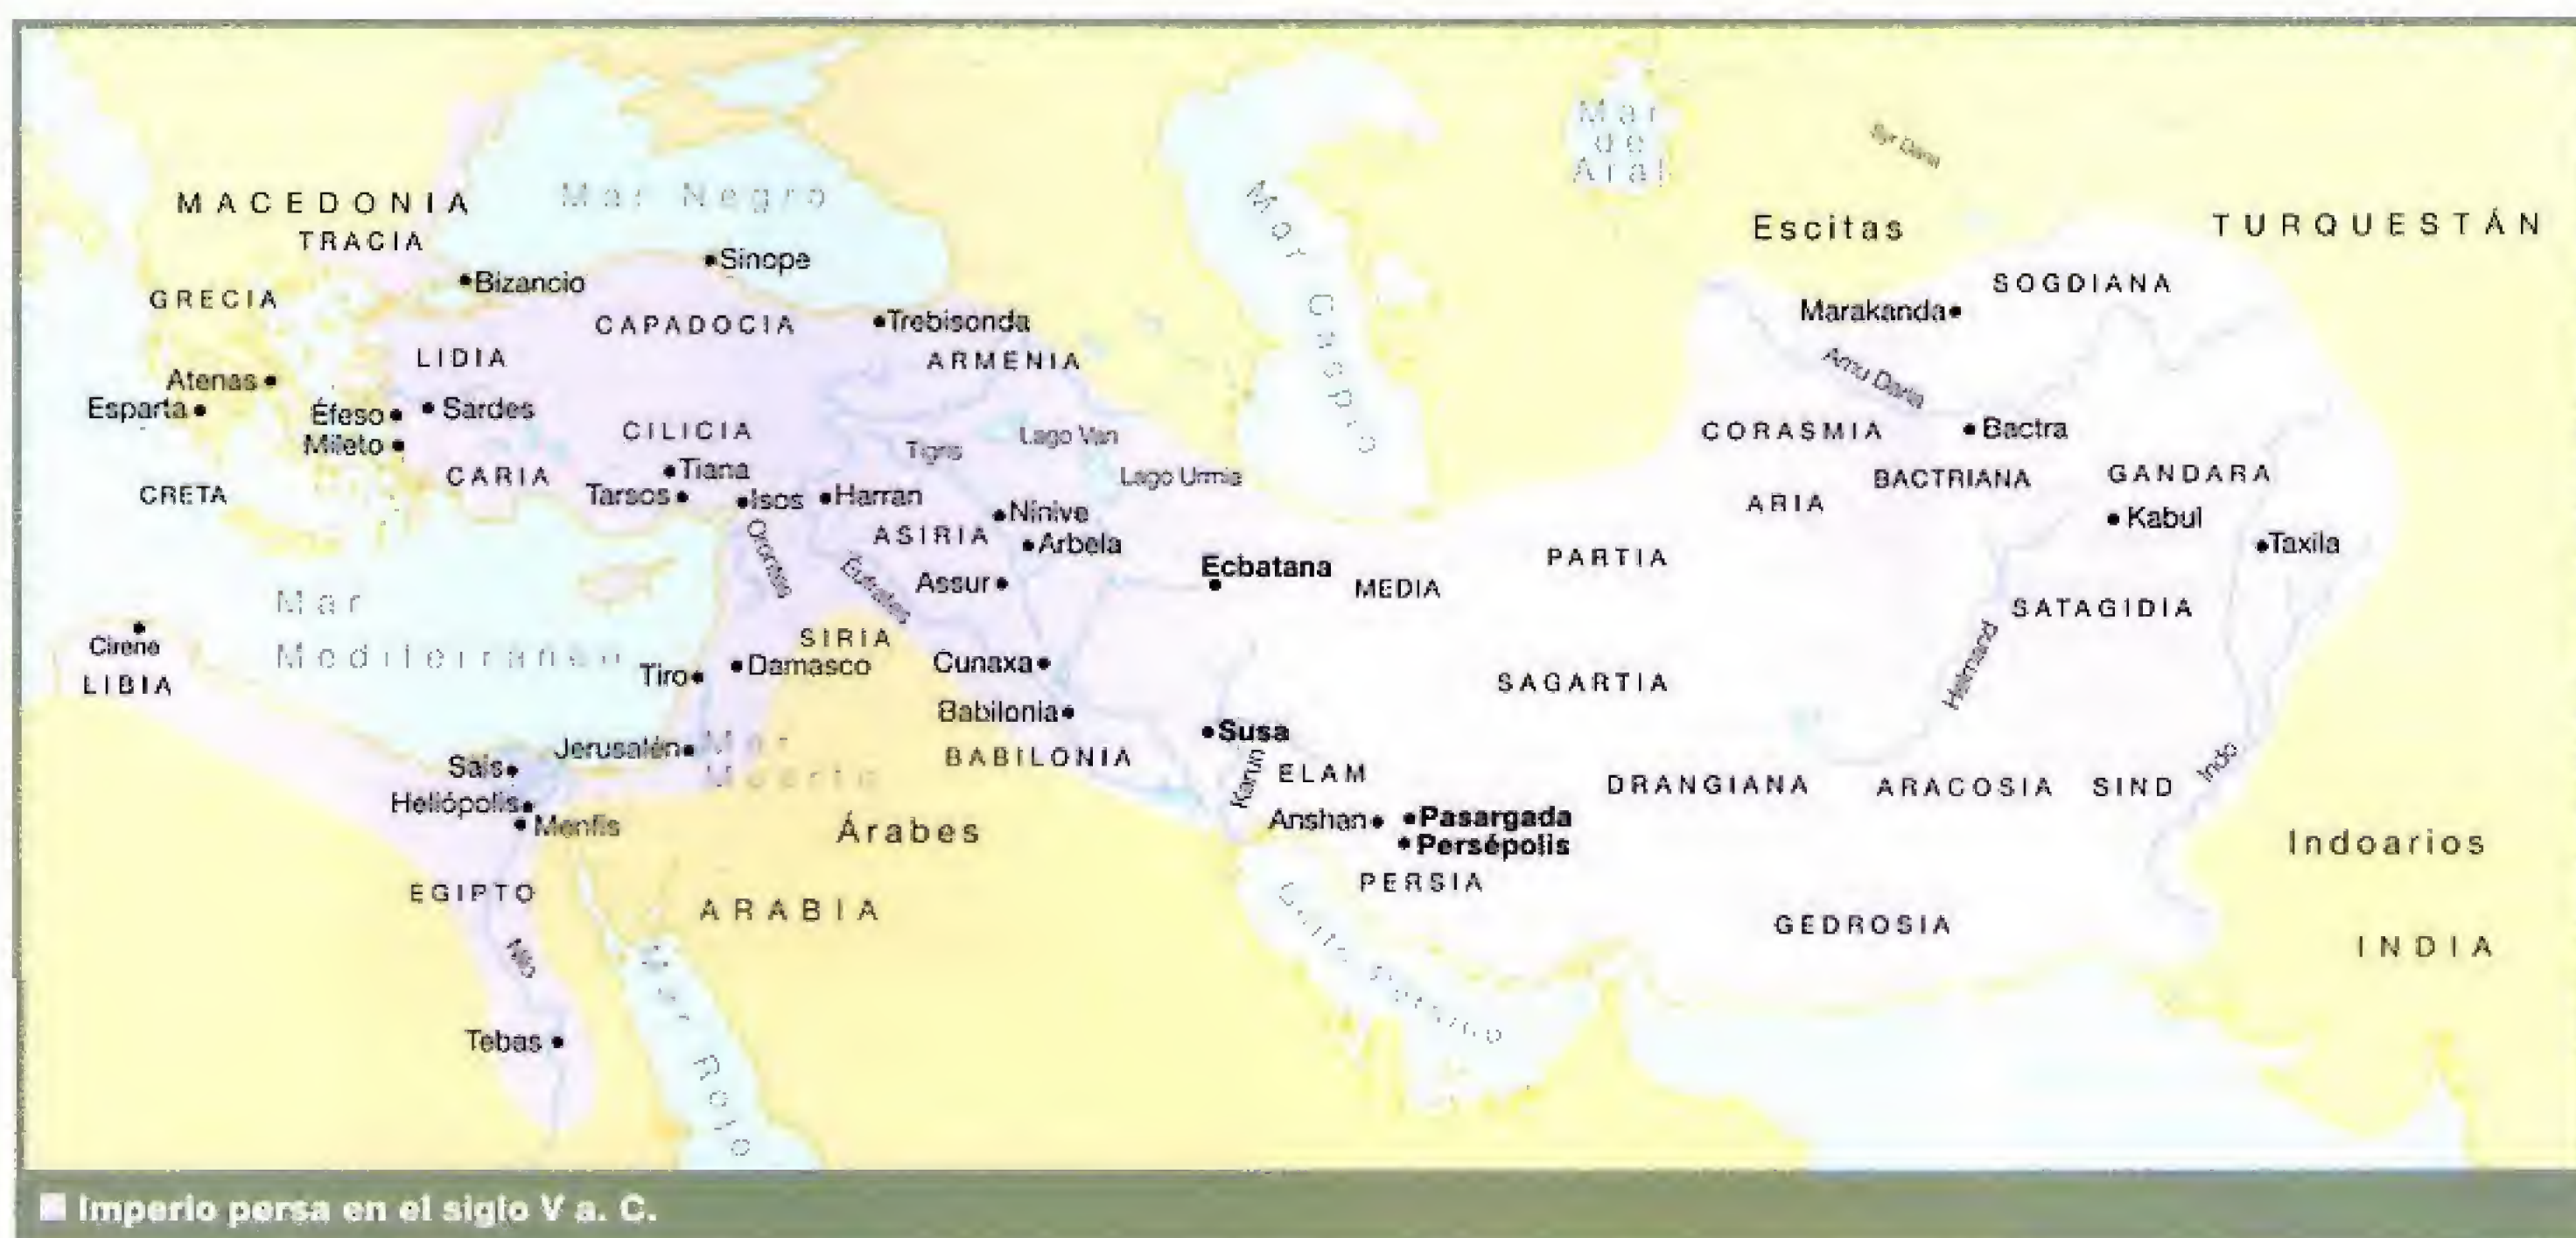 Mar
de
Aral
Syr Daria
MACEDONIA
Mar Negro
Mar Caspio
Escitas
TURQUESTÁN
TRACIA
Sinope
Bizancio
SOGDIANA
GRECIA
Marakanda
CAPADOCIA
Trebisonda
LIDIA
ARMENIA
Amu Daria
Atenas
Esparta
Éfeso
Sardes
Mileto
CILICIA
Tigris
Lago Van
CORASMIA
Bactra
CARIA
Tiana
Lago Urmia
BACTRIANA
GANDARA
CRETA
Tarsos
Isos
Harran
ARIA
Ninive
Kabul
ASIRIA
Arbela
Taxila
Orontes
Éufrates
Assur
Ecbatana
MEDIA
PARTIA
Mar
Mediterráneo
SATAGIDIA
Cirene
LIBIA
SIRIA
Tiro
Damasco
Cunaxa
SAGARTIA
Helmand
Babilonia
Susa
Jerusalén
Mar
Muerto
BABILONIA
Karun
ELAM
Indo
Sais
DRANGIANA
ARACOSIA
SIND
Heliópolis
Menfis
Árabes
Anshan
Pasargada
Persépolis
Indoarios
EGIPTO
ARABIA
PERSIA
Golfo Pérsico
GEDROSIA
INDIA
Nilo
Mar Rojo
Tebas
Imperio persa en el siglo V a. C.